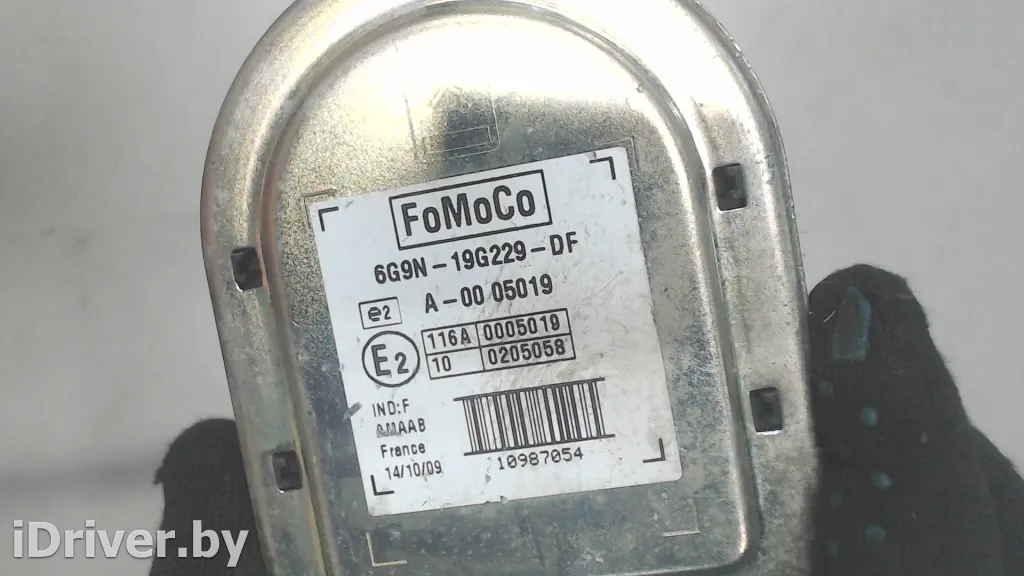 FoMoCo
6G9N-19G229-DF
A-00 05019
e2
E2
116A 0005019
10 0205058
IND:F
AMAAB
France
14/10/09
10987054
iDriver.by